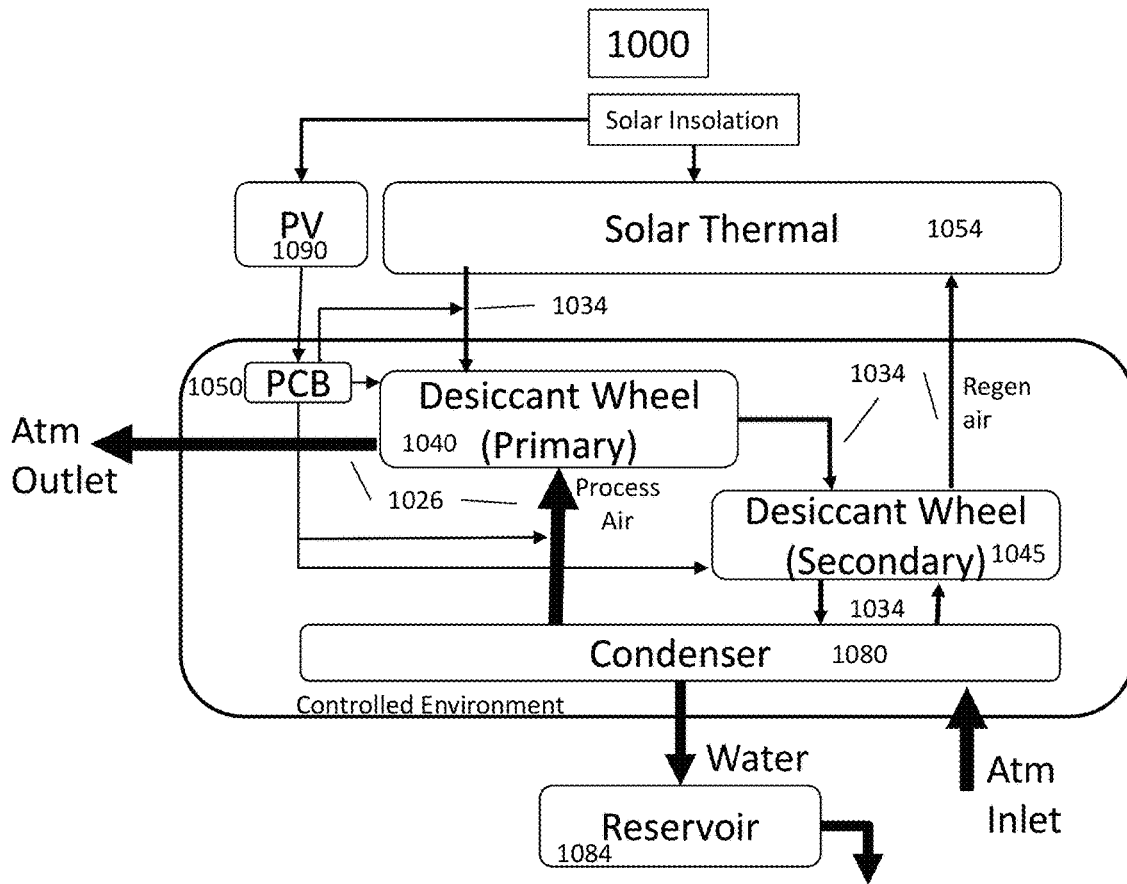 1000
Solar Insolation
PV
1090
Solar Thermal
1054
1034
1050
PCB
Desiccant Wheel
(Primary)
1040
1034
Regen
air
Atm
Outlet
1026
Process
Air
Desiccant Wheel
(Secondary)
1045
1034
Condenser
1080
Controlled Environment
Water
Atm
Inlet
Reservoir
1084